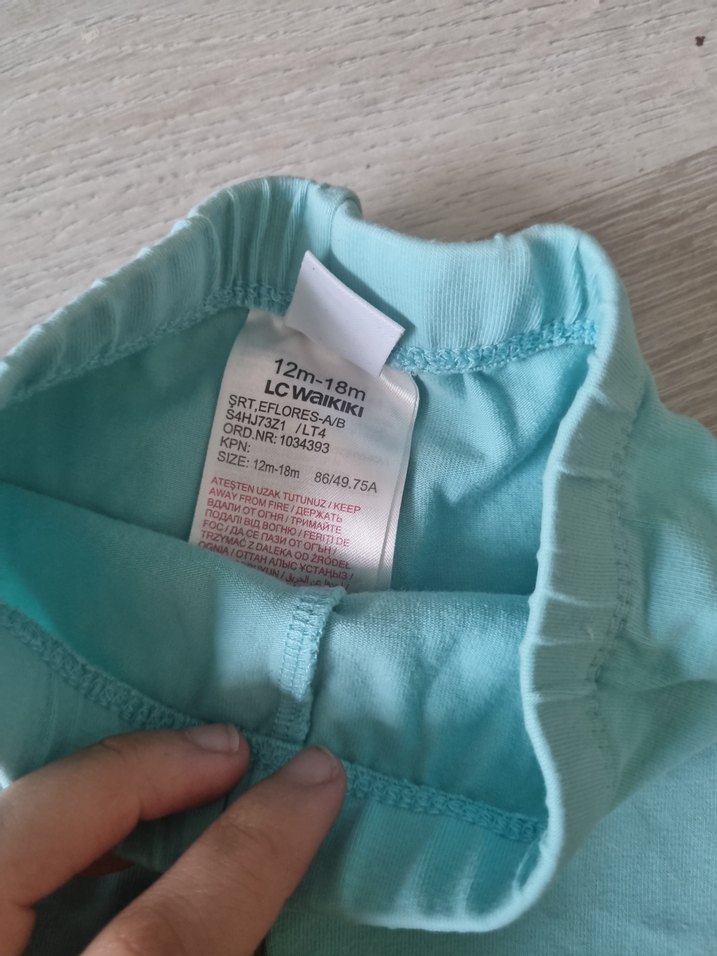 12m-18m
LC WAIKIKI
ŞRT,EFLORES-A/B
S4HJ73Z1 /LT4
ORD.NR: 1034393
KPN:
SIZE: 12m-18m 86/49.75A
ATEŞTEN UZAK TUTUNUZ / KEEP
AWAY FROM FIRE / ДЕРЖАТЬ
ВДАЛИ ОТ ОГНЯ / ТРИМАЙТЕ
ПОДАЛІ ВІД ВОГНЮ / FERIȚI DE
FOC / ДА СЕ ПАЗИ ОТ ОГЪН /
TRZYMAĆ Z DALEKA OD ŹRÓDEŁ
OGNIA / ОТТАН АЛЫС ҰСТАҢЫЗ /